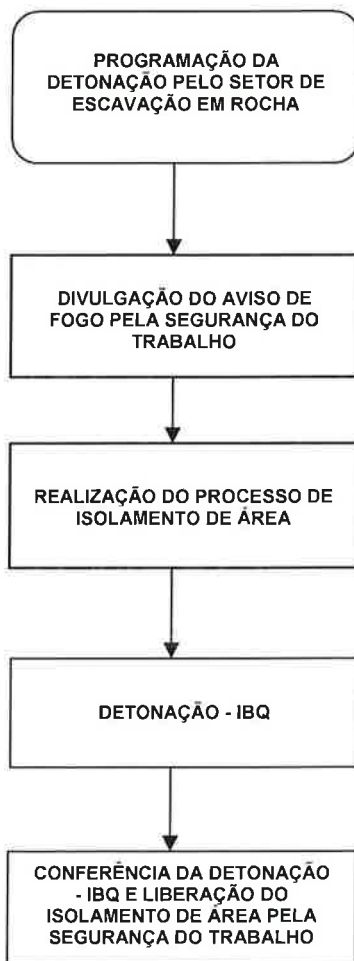 PROGRAMAÇÃO DA
DETONAÇÃO PELO SETOR DE
ESCAVAÇÃO EM ROCHA
DIVULGAÇÃO DO AVISO DE
FOGO PELA SEGURANÇA DO
TRABALHO
REALIZAÇÃO DO PROCESSO DE
ISOLAMENTO DE ÁREA
DETONAÇÃO - IBQ
CONFERÊNCIA DA DETONAÇÃO
- IBQ E LIBERAÇÃO DO
ISOLAMENTO DE ÁREA PELA
SEGURANÇA DO TRABALHO